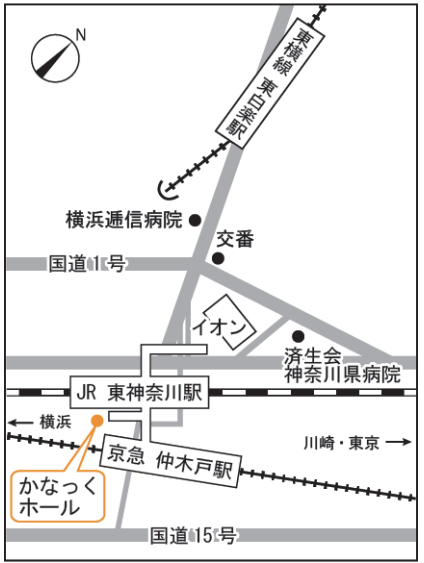 N
東横線 東白楽駅
横浜逓信病院
交番
国道1号
イオン
済生会
神奈川県病院
JR 東神奈川駅
横浜
川崎・東京
京急 仲木戸駅
かなっく
ホール
国道15号